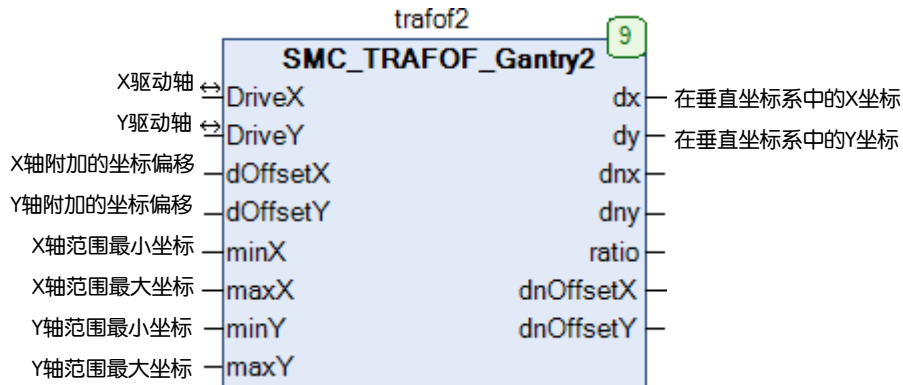 trafof2
9
SMC_TRAFOF_Gantry2
X驱动轴 DriveX dx 在垂直坐标系中的X坐标
Y驱动轴 DriveY dy 在垂直坐标系中的Y坐标
X轴附加的坐标偏移 dOffsetX dnx
Y轴附加的坐标偏移 dOffsetY dny
X轴范围最小坐标 minX ratio
X轴范围最大坐标 maxX dnOffsetX
Y轴范围最小坐标 minY dnOffsetY
Y轴范围最大坐标 maxY